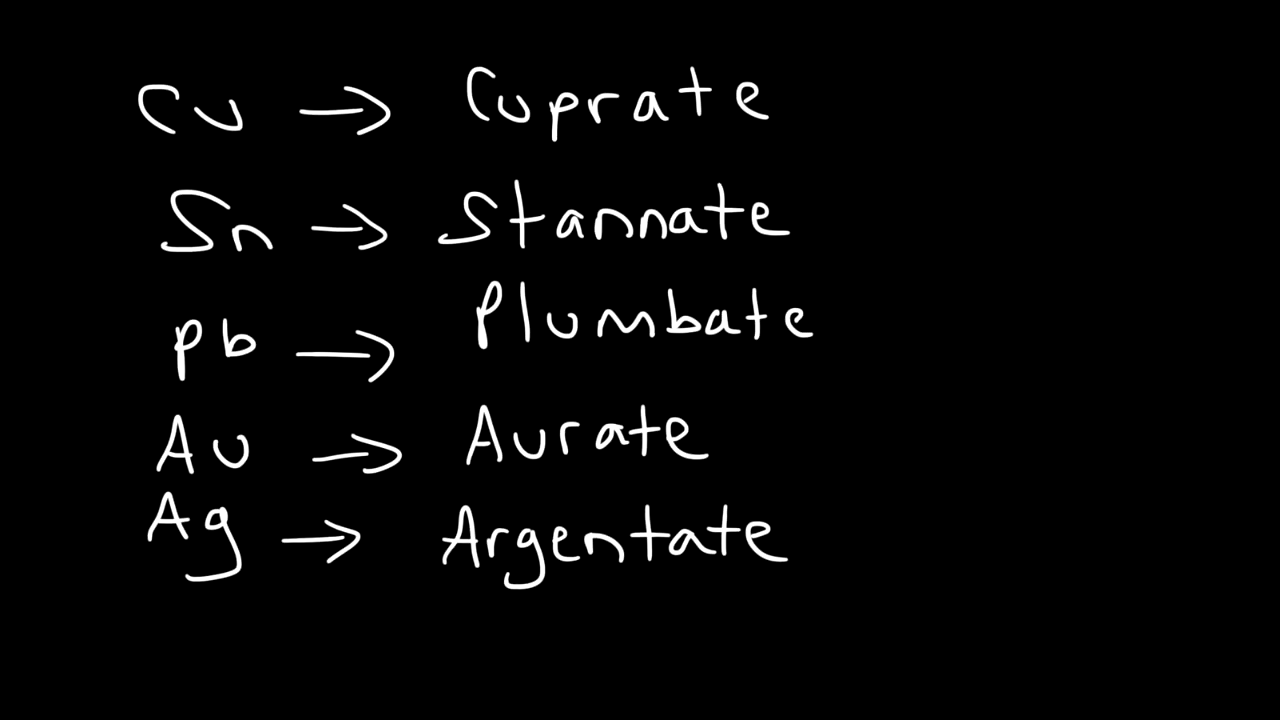 Cu → Cuprate
Sn → Stannate
Pb → Plumbate
Au → Aurate
Ag → Argentate